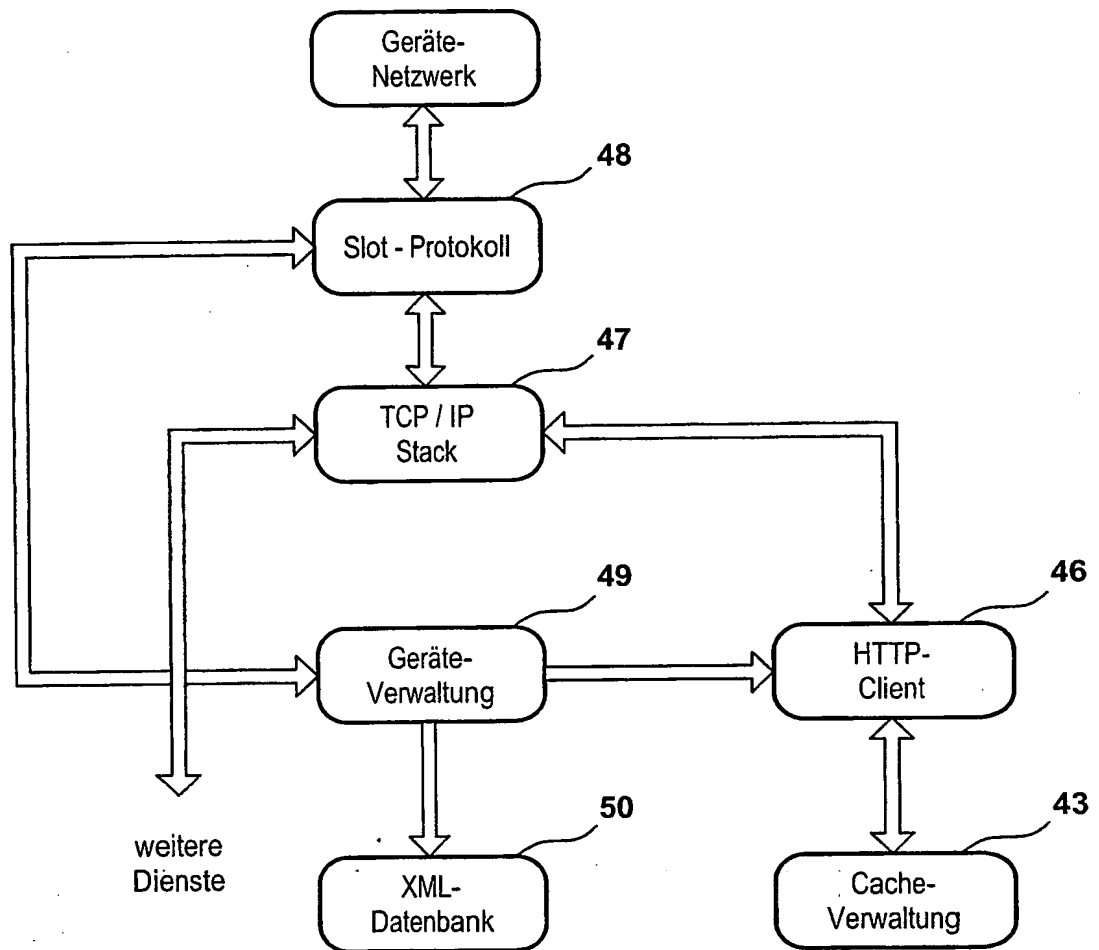 Geräte-
Netzwerk
48
Slot - Protokoll
47
TCP / IP
Stack
49
Geräte-
Verwaltung
46
HTTP-
Client
weitere
Dienste
50
XML-
Datenbank
43
Cache-
Verwaltung